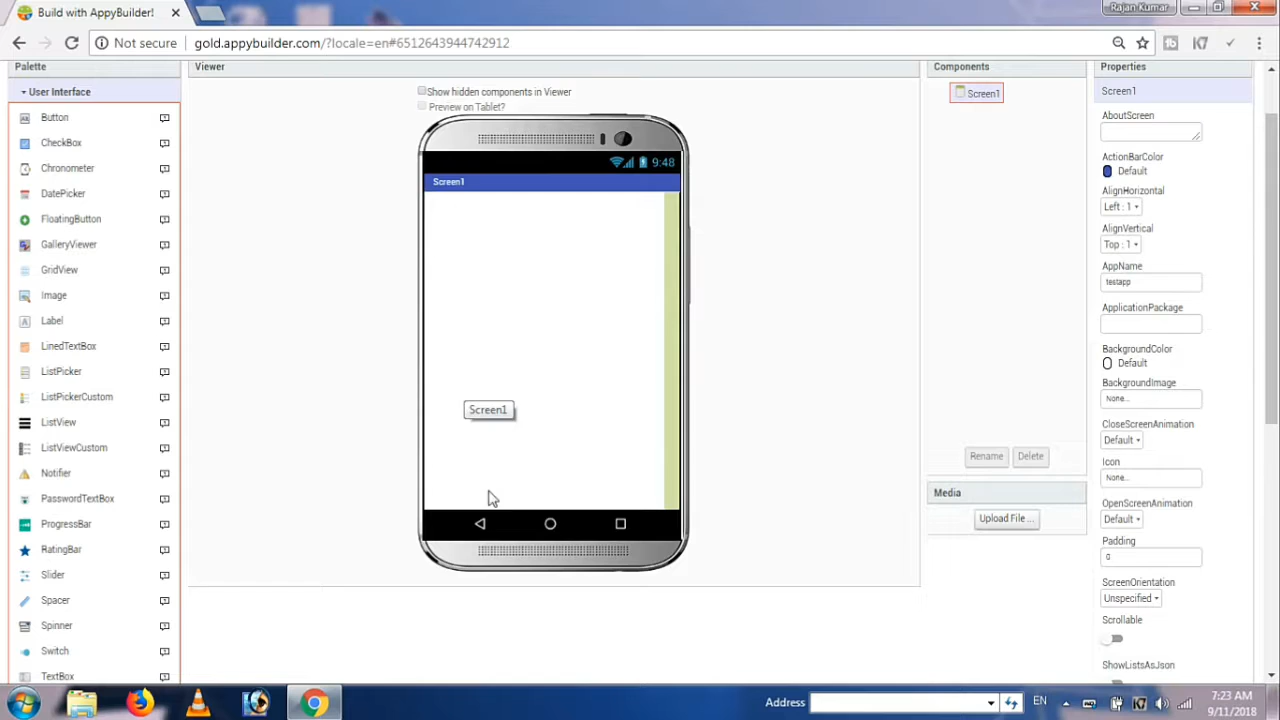 Build with AppyBuilder!
Rajan Kumar
Not secure
gold.appybuilder.com/?locale=en#6512643944742912
Palette
User Interface
Button
CheckBox
Chronometer
DatePicker
FloatingButton
GalleryViewer
GridView
Image
Label
LinedTextBox
ListPicker
ListPickerCustom
ListView
ListViewCustom
Notifier
PasswordTextBox
ProgressBar
RatingBar
Slider
Spacer
Spinner
Switch
TextBox
Viewer
Show hidden components in Viewer
Preview on Tablet?
9:48
Screen1
Screen1
Components
Screen1
Rename
Delete
Media
Upload File ...
Properties
Screen1
AboutScreen
ActionBarColor
Default
AlignHorizontal
Left : 1
AlignVertical
Top : 1
AppName
testapp
ApplicationPackage
BackgroundColor
Default
BackgroundImage
None...
CloseScreenAnimation
Default
Icon
None...
OpenScreenAnimation
Default
Padding
0
ScreenOrientation
Unspecified
Scrollable
ShowListsAsJson
Address
EN
7:23 AM
9/11/2018